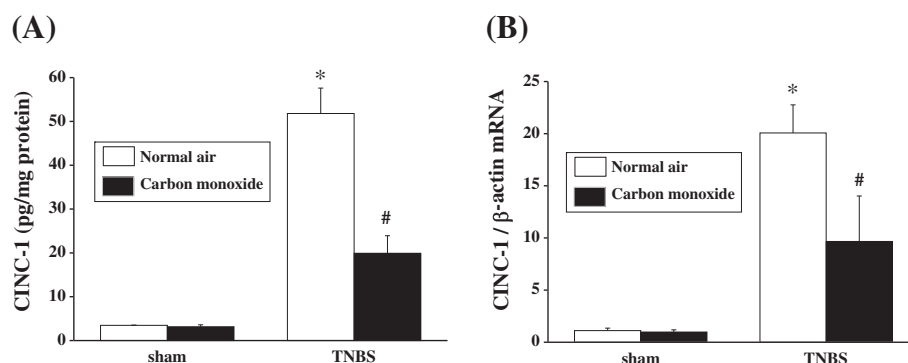 (A)
CINC-1 (pg/mg protein)
60
50
40
30
20
10
0
*
#
Normal air
Carbon monoxide
sham
TNBS
(B)
CINC-1 / β-actin mRNA
25
20
15
10
5
0
*
#
Normal air
Carbon monoxide
sham
TNBS